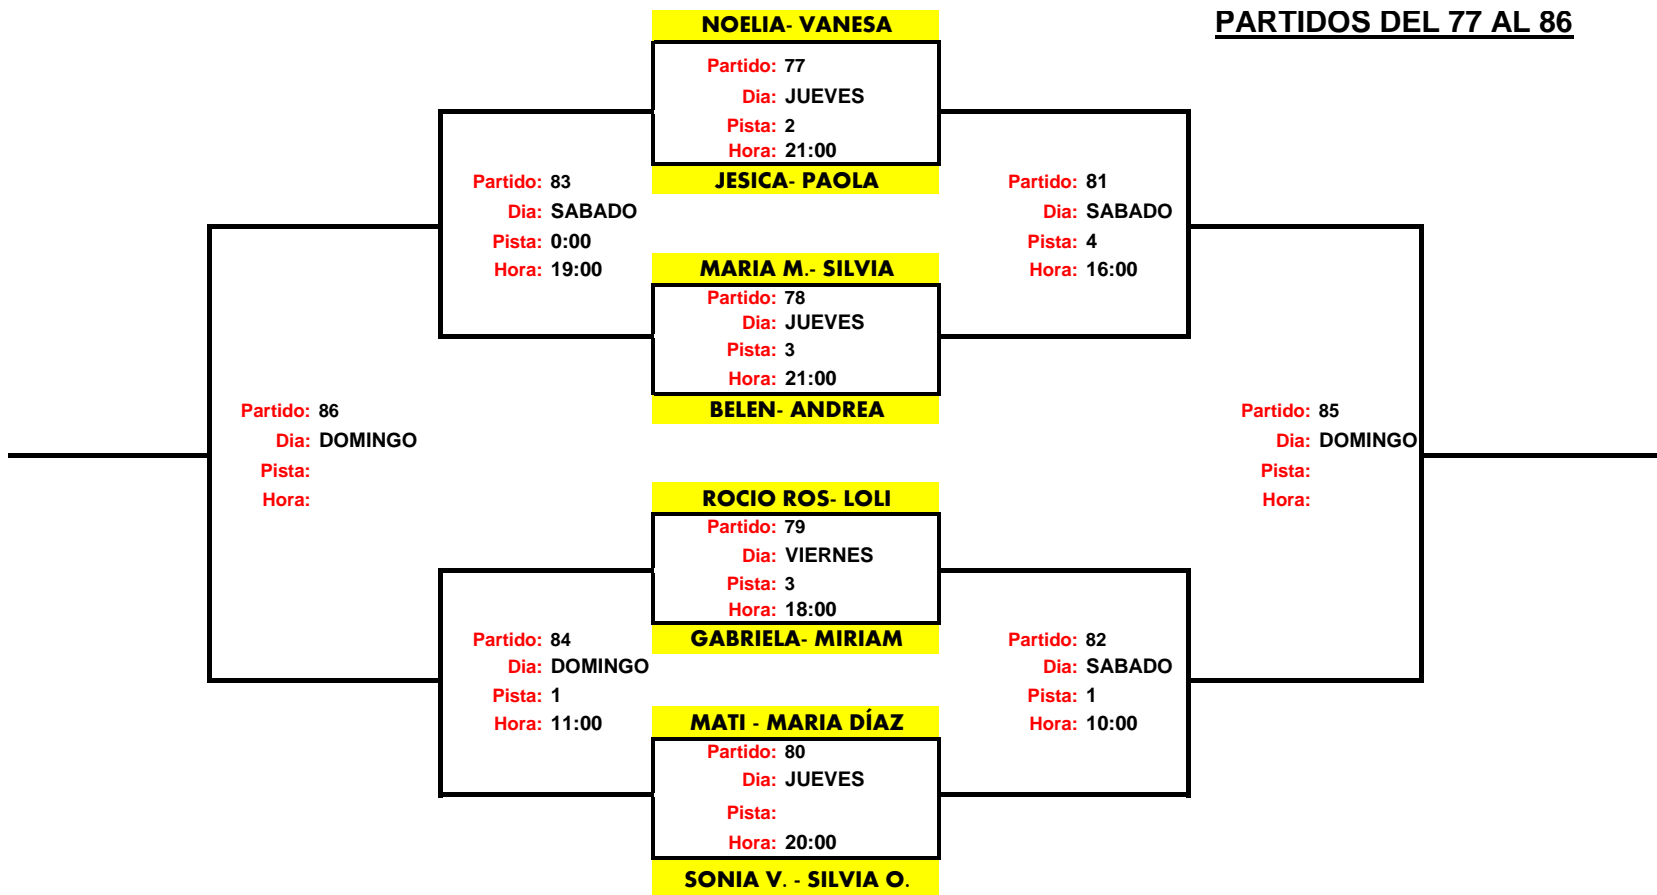 PARTIDOS DEL 77 AL 86
NOELIA- VANESA
Partido: 77
Dia: JUEVES
Pista: 2
Hora: 21:00
JESICA- PAOLA
Partido: 83
Dia: SABADO
Pista: 0:00
Hora: 19:00
Partido: 81
Dia: SABADO
Pista: 4
Hora: 16:00
MARIA M.- SILVIA
Partido: 78
Dia: JUEVES
Pista: 3
Hora: 21:00
BELEN- ANDREA
Partido: 86
Dia: DOMINGO
Pista:
Hora:
Partido: 85
Dia: DOMINGO
Pista:
Hora:
ROCIO ROS- LOLI
Partido: 79
Dia: VIERNES
Pista: 3
Hora: 18:00
GABRIELA- MIRIAM
Partido: 84
Dia: DOMINGO
Pista: 1
Hora: 11:00
Partido: 82
Dia: SABADO
Pista: 1
Hora: 10:00
MATI - MARIA DÍAZ
Partido: 80
Dia: JUEVES
Pista:
Hora: 20:00
SONIA V. - SILVIA O.